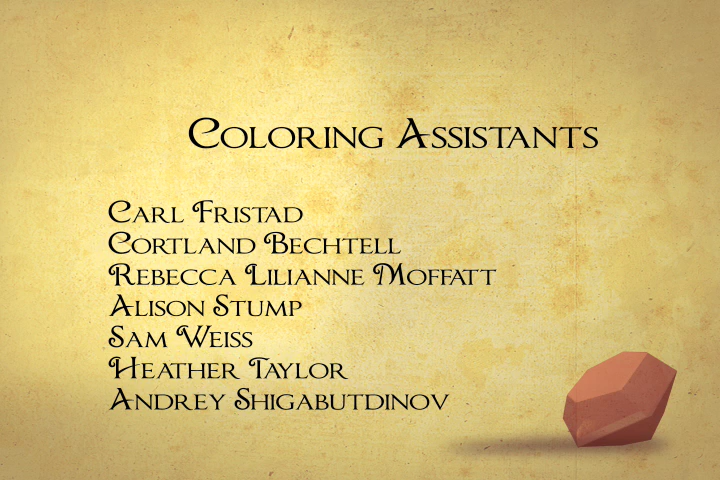 Coloring Assistants
Carl Fristad
Cortland Bechtell
Rebecca Lilianne Moffatt
Alison Stump
Sam Weiss
Heather Taylor
Andrey Shigabutdinov